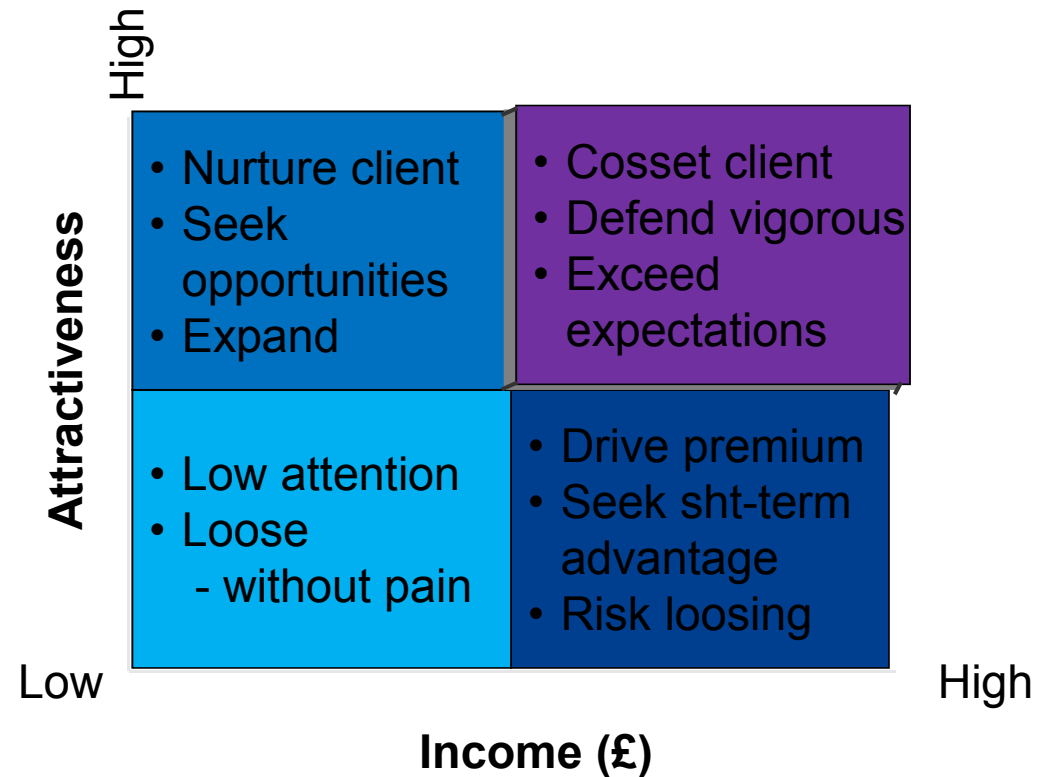 High
Attractiveness
• Nurture client
• Seek
opportunities
• Expand
• Cosset client
• Defend vigorous
• Exceed
expectations
• Low attention
• Loose
- without pain
• Drive premium
• Seek sht-term
advantage
• Risk loosing
Low
High
Income (£)